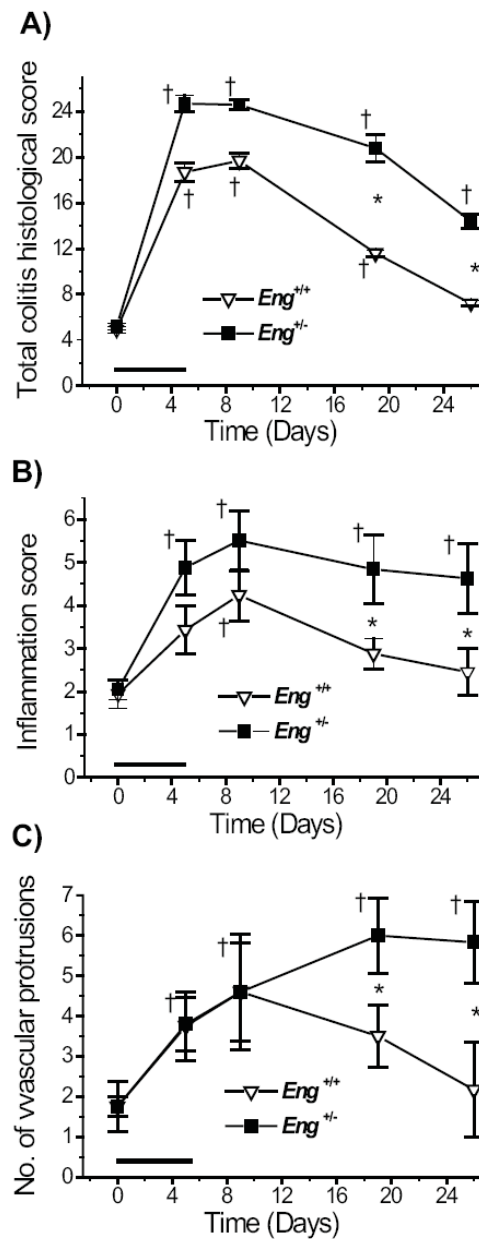 A)
Total colitis histological score
24
20
16
12
8
4
0
† † † †
† † †
* *
Eng+/+
Eng+/-
0 4 8 12 16 20 24
Time (Days)
B)
Inflammation score
6
5
4
3
2
1
0
† † † †
†
* *
Eng +/+
Eng +/-
0 4 8 12 16 20 24
Time (Days)
C)
No. of vvascular protrusions
7
6
5
4
3
2
1
0
† † † †
* *
Eng +/+
Eng +/-
0 4 8 12 16 20 24
Time (Days)